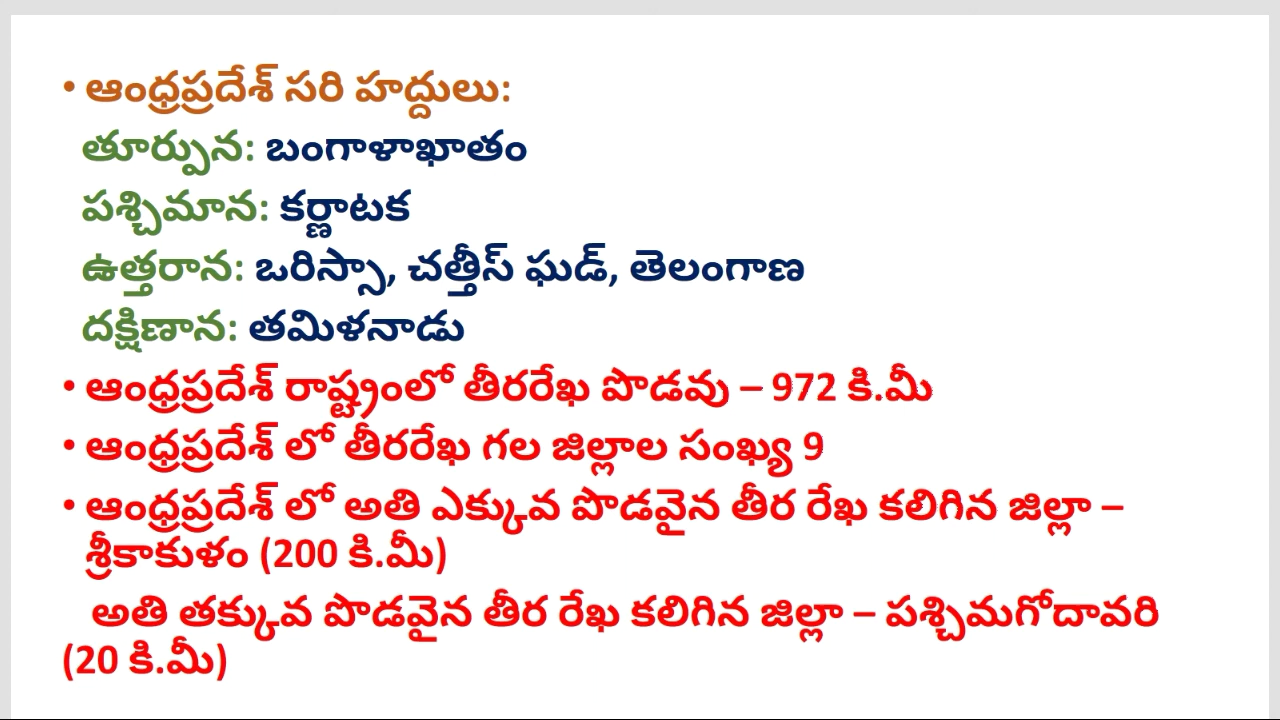 • ఆంధ్రప్రదేశ్ సరి హద్దులు:
తూర్పున: బంగాళాఖాతం
పశ్చిమాన: కర్ణాటక
ఉత్తరాన: ఒరిస్సా, చత్తీస్ ఘడ్, తెలంగాణ
దక్షిణాన: తమిళనాడు
• ఆంధ్రప్రదేశ్ రాష్ట్రంలో తీరరేఖ పొడవు – 972 కి.మీ
• ఆంధ్రప్రదేశ్ లో తీరరేఖ గల జిల్లాల సంఖ్య 9
• ఆంధ్రప్రదేశ్ లో అతి ఎక్కువ పొడవైన తీర రేఖ కలిగిన జిల్లా –
శ్రీకాకుళం (200 కి.మీ)
అతి తక్కువ పొడవైన తీర రేఖ కలిగిన జిల్లా – పశ్చిమగోదావరి
(20 కి.మీ)